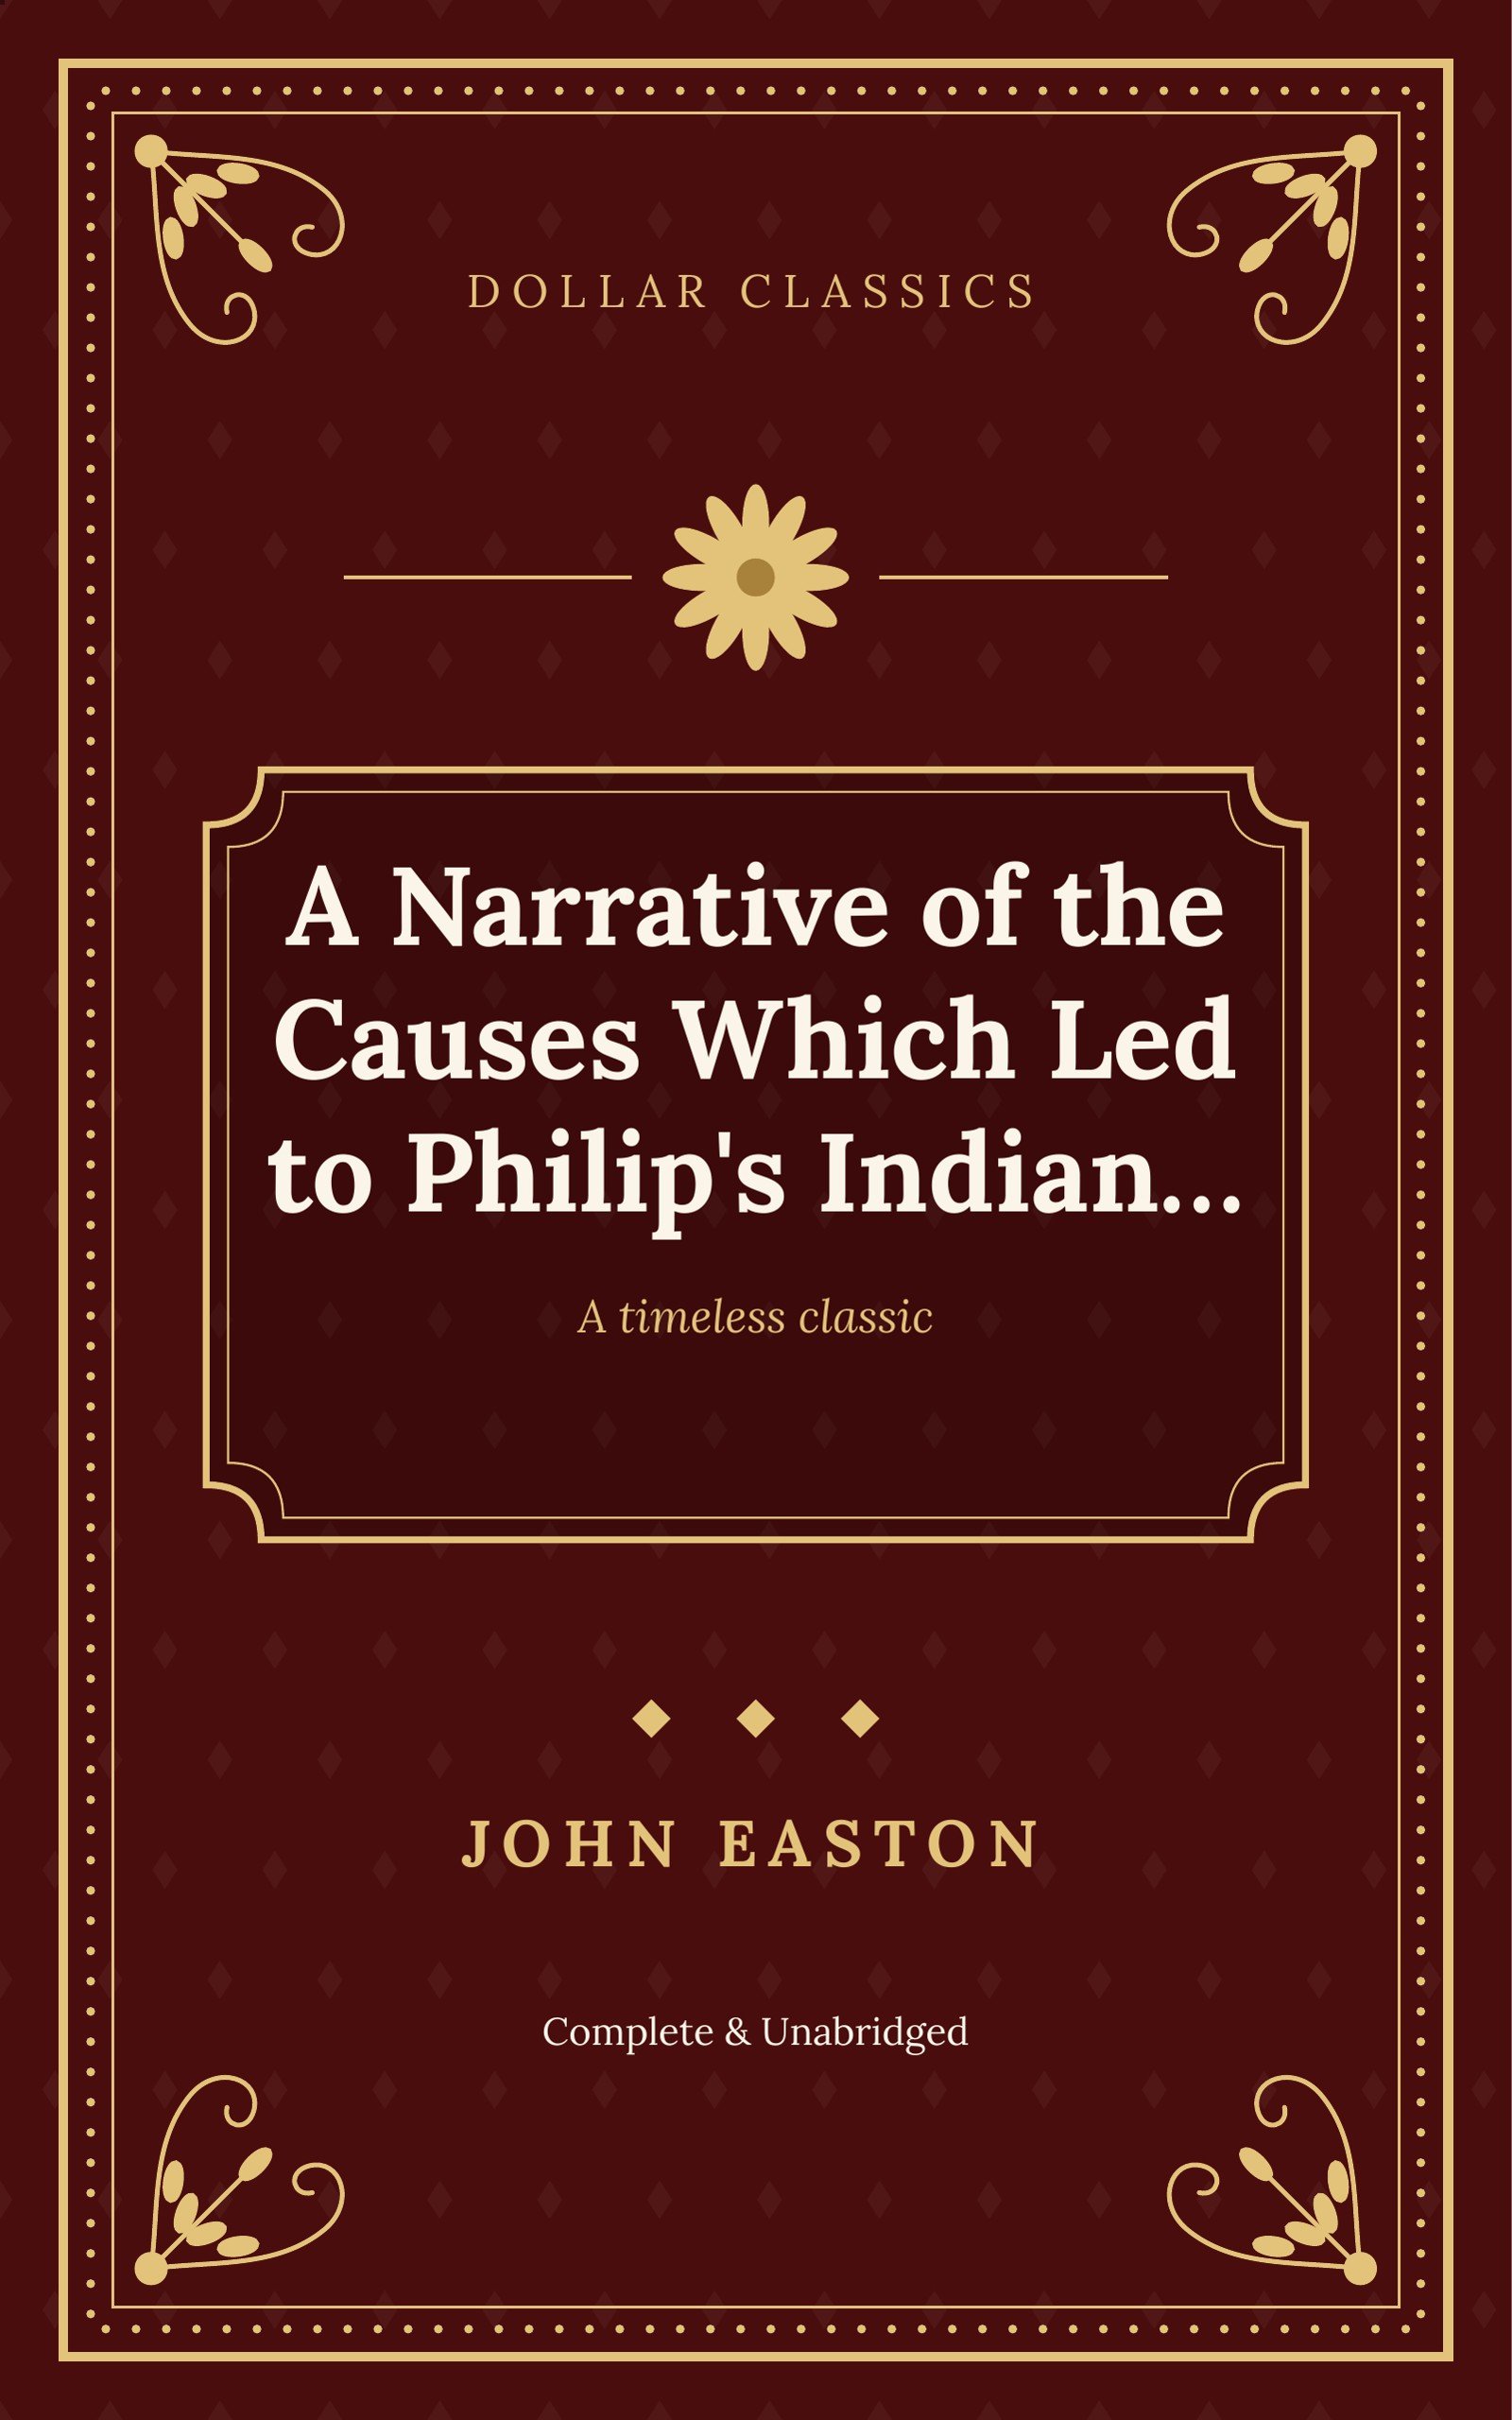 DOLLAR CLASSICS
A Narrative of the
Causes Which Led
to Philip's Indian...
A timeless classic
JOHN EASTON
Complete & Unabridged